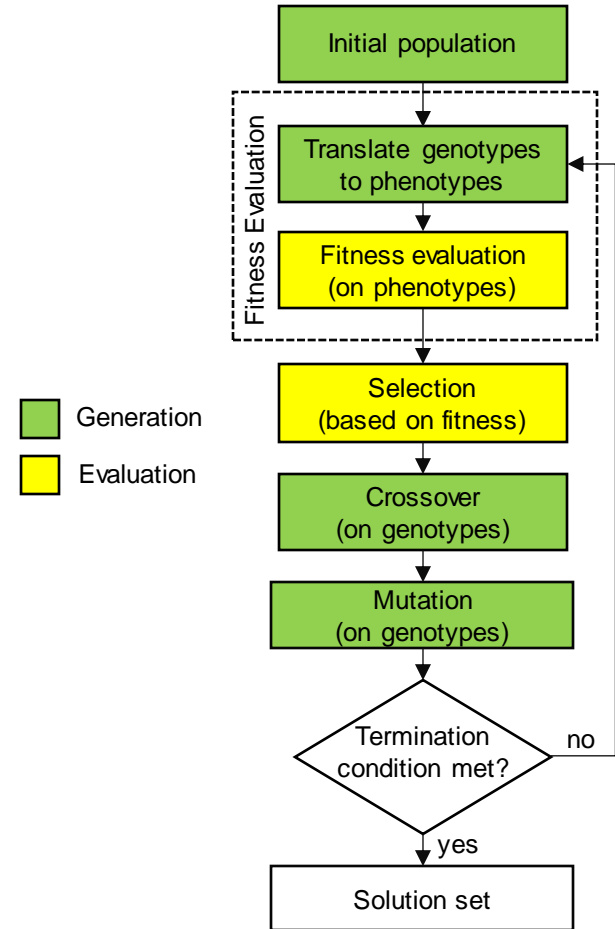 Initial population
Fitness Evaluation
Translate genotypes
to phenotypes
Fitness evaluation
(on phenotypes)
Selection
(based on fitness)
Generation
Evaluation
Crossover
(on genotypes)
Mutation
(on genotypes)
Termination
condition met?
no
yes
Solution set